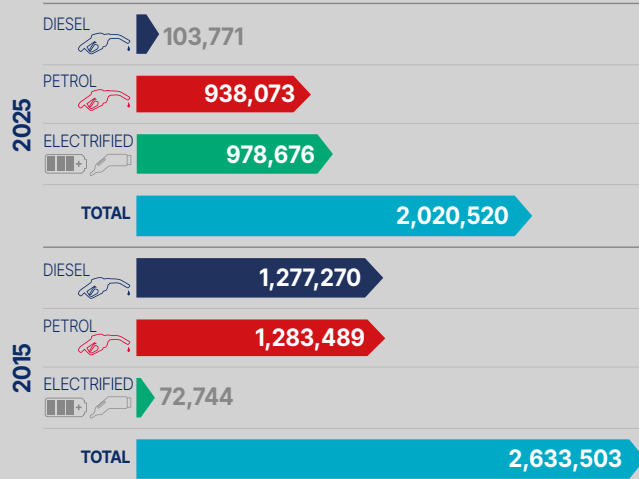 2025
DIESEL
103,771
PETROL
938,073
ELECTRIFIED
978,676
TOTAL
2,020,520
2015
DIESEL
1,277,270
PETROL
1,283,489
ELECTRIFIED
72,744
TOTAL
2,633,503